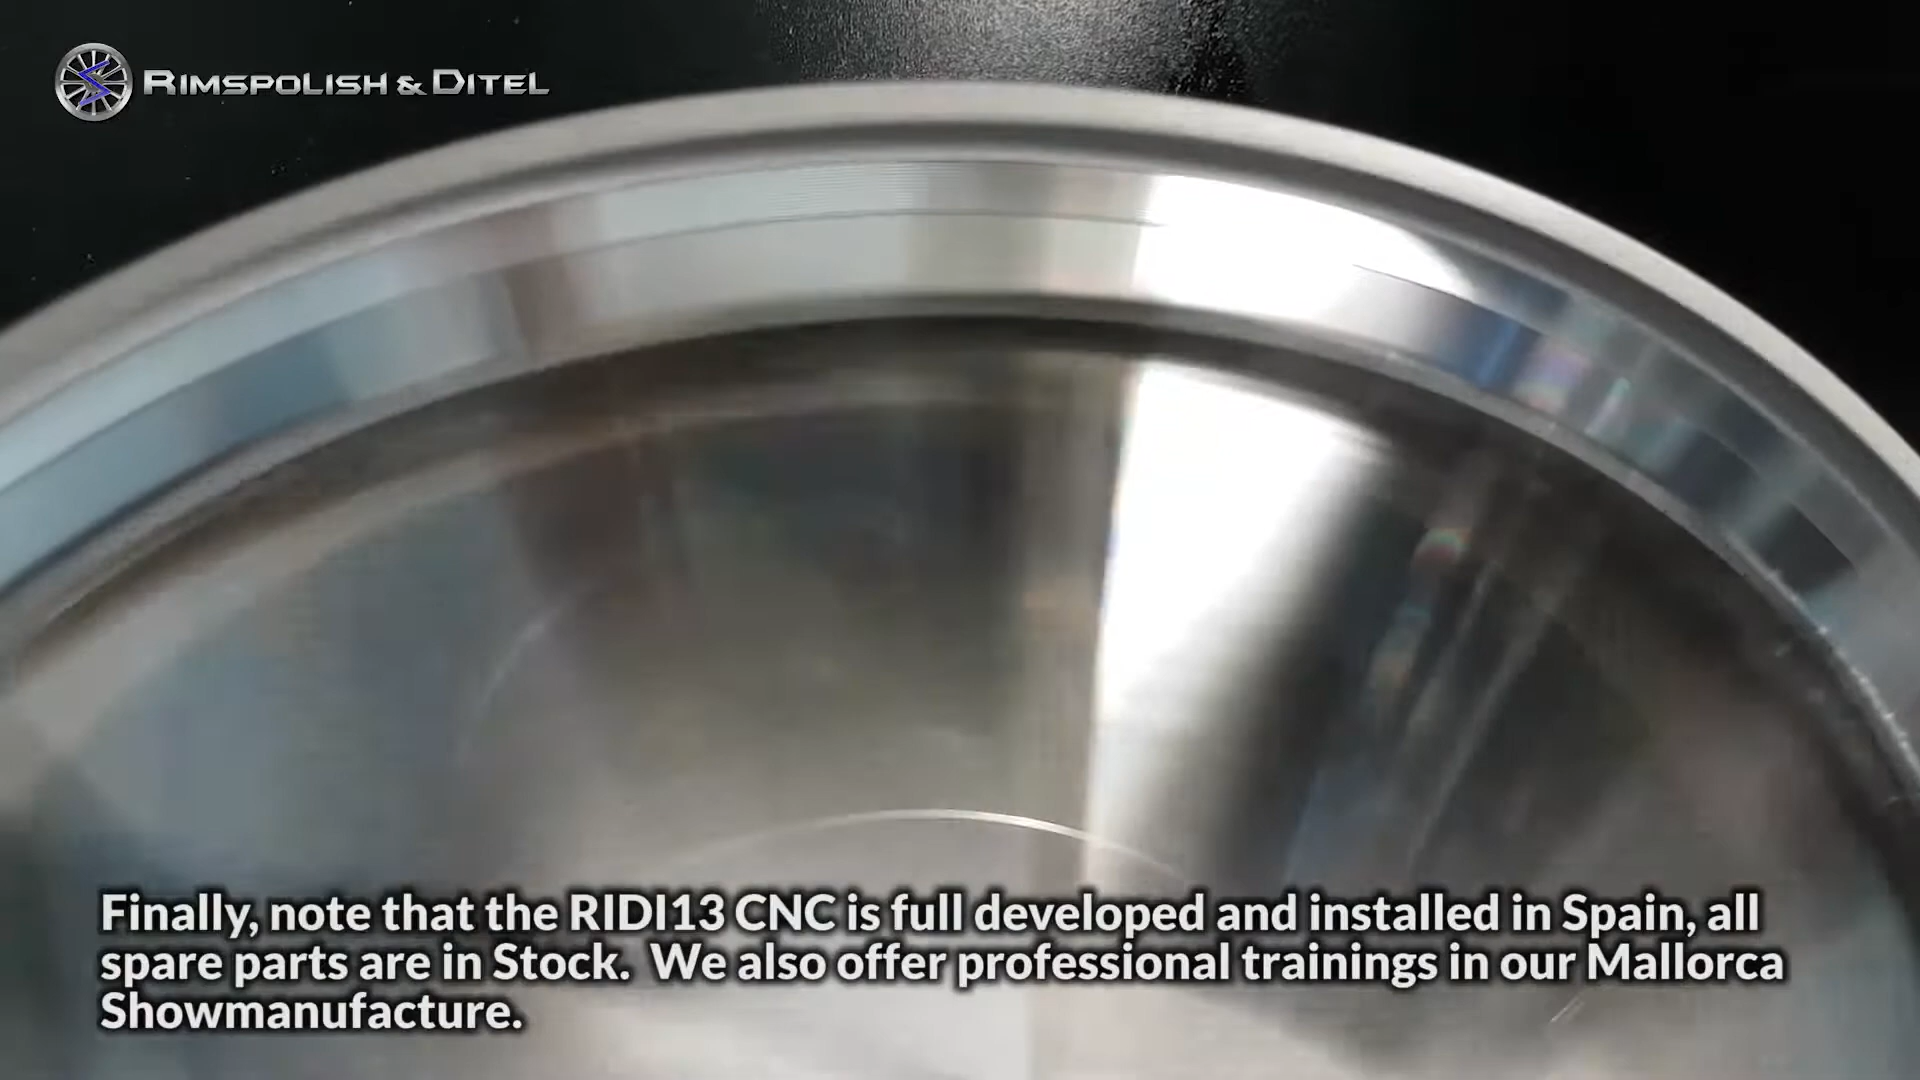 RIMSPOLISH & DITEL
Finally, note that the RIDI13 CNC is full developed and installed in Spain, all
spare parts are in Stock.  We also offer professional trainings in our Mallorca
Showmanufacture.